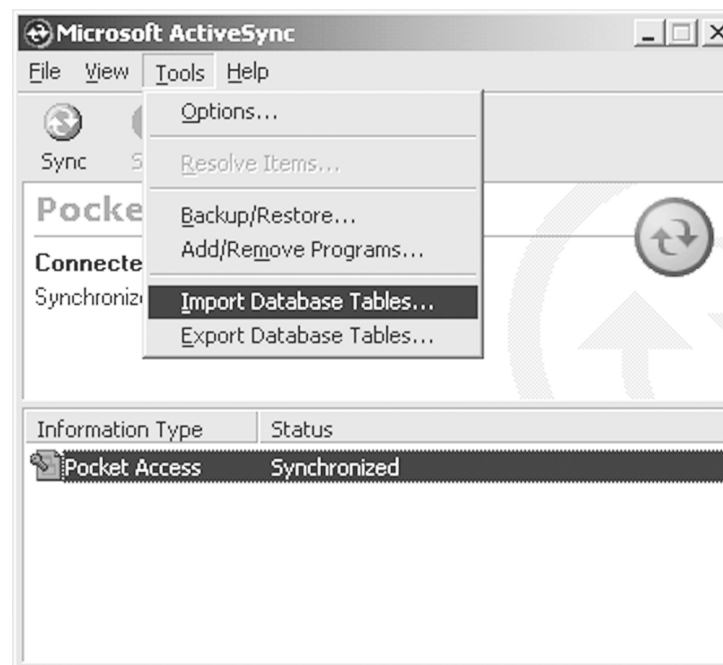 Microsoft ActiveSync
File View Tools Help
Options...
Sync
Resolve Items...
Backup/Restore...
Add/Remove Programs...
Import Database Tables...
Export Database Tables...
Information Type Status
Pocket Access Synchronized